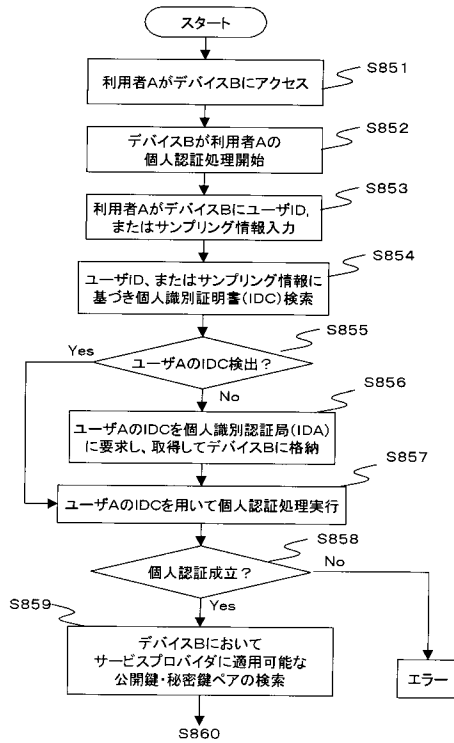 スタート
S851
利用者AがデバイスBにアクセス
S852
デバイスBが利用者Aの
個人認証処理開始
S853
利用者AがデバイスBにユーザID,
またはサンプリング情報入力
S854
ユーザID、またはサンプリング情報に
基づき個人識別証明書(IDC)検索
S855
Yes
ユーザAのIDC検出?
No
S856
ユーザAのIDCを個人識別認証局(IDA)
に要求し、取得してデバイスBに格納
S857
ユーザAのIDCを用いて個人認証処理実行
S858
個人認証成立?
No
Yes
S859
デバイスBにおいて
サービスプロバイダに適用可能な
公開鍵・秘密鍵ペアの検索
エラー
S860